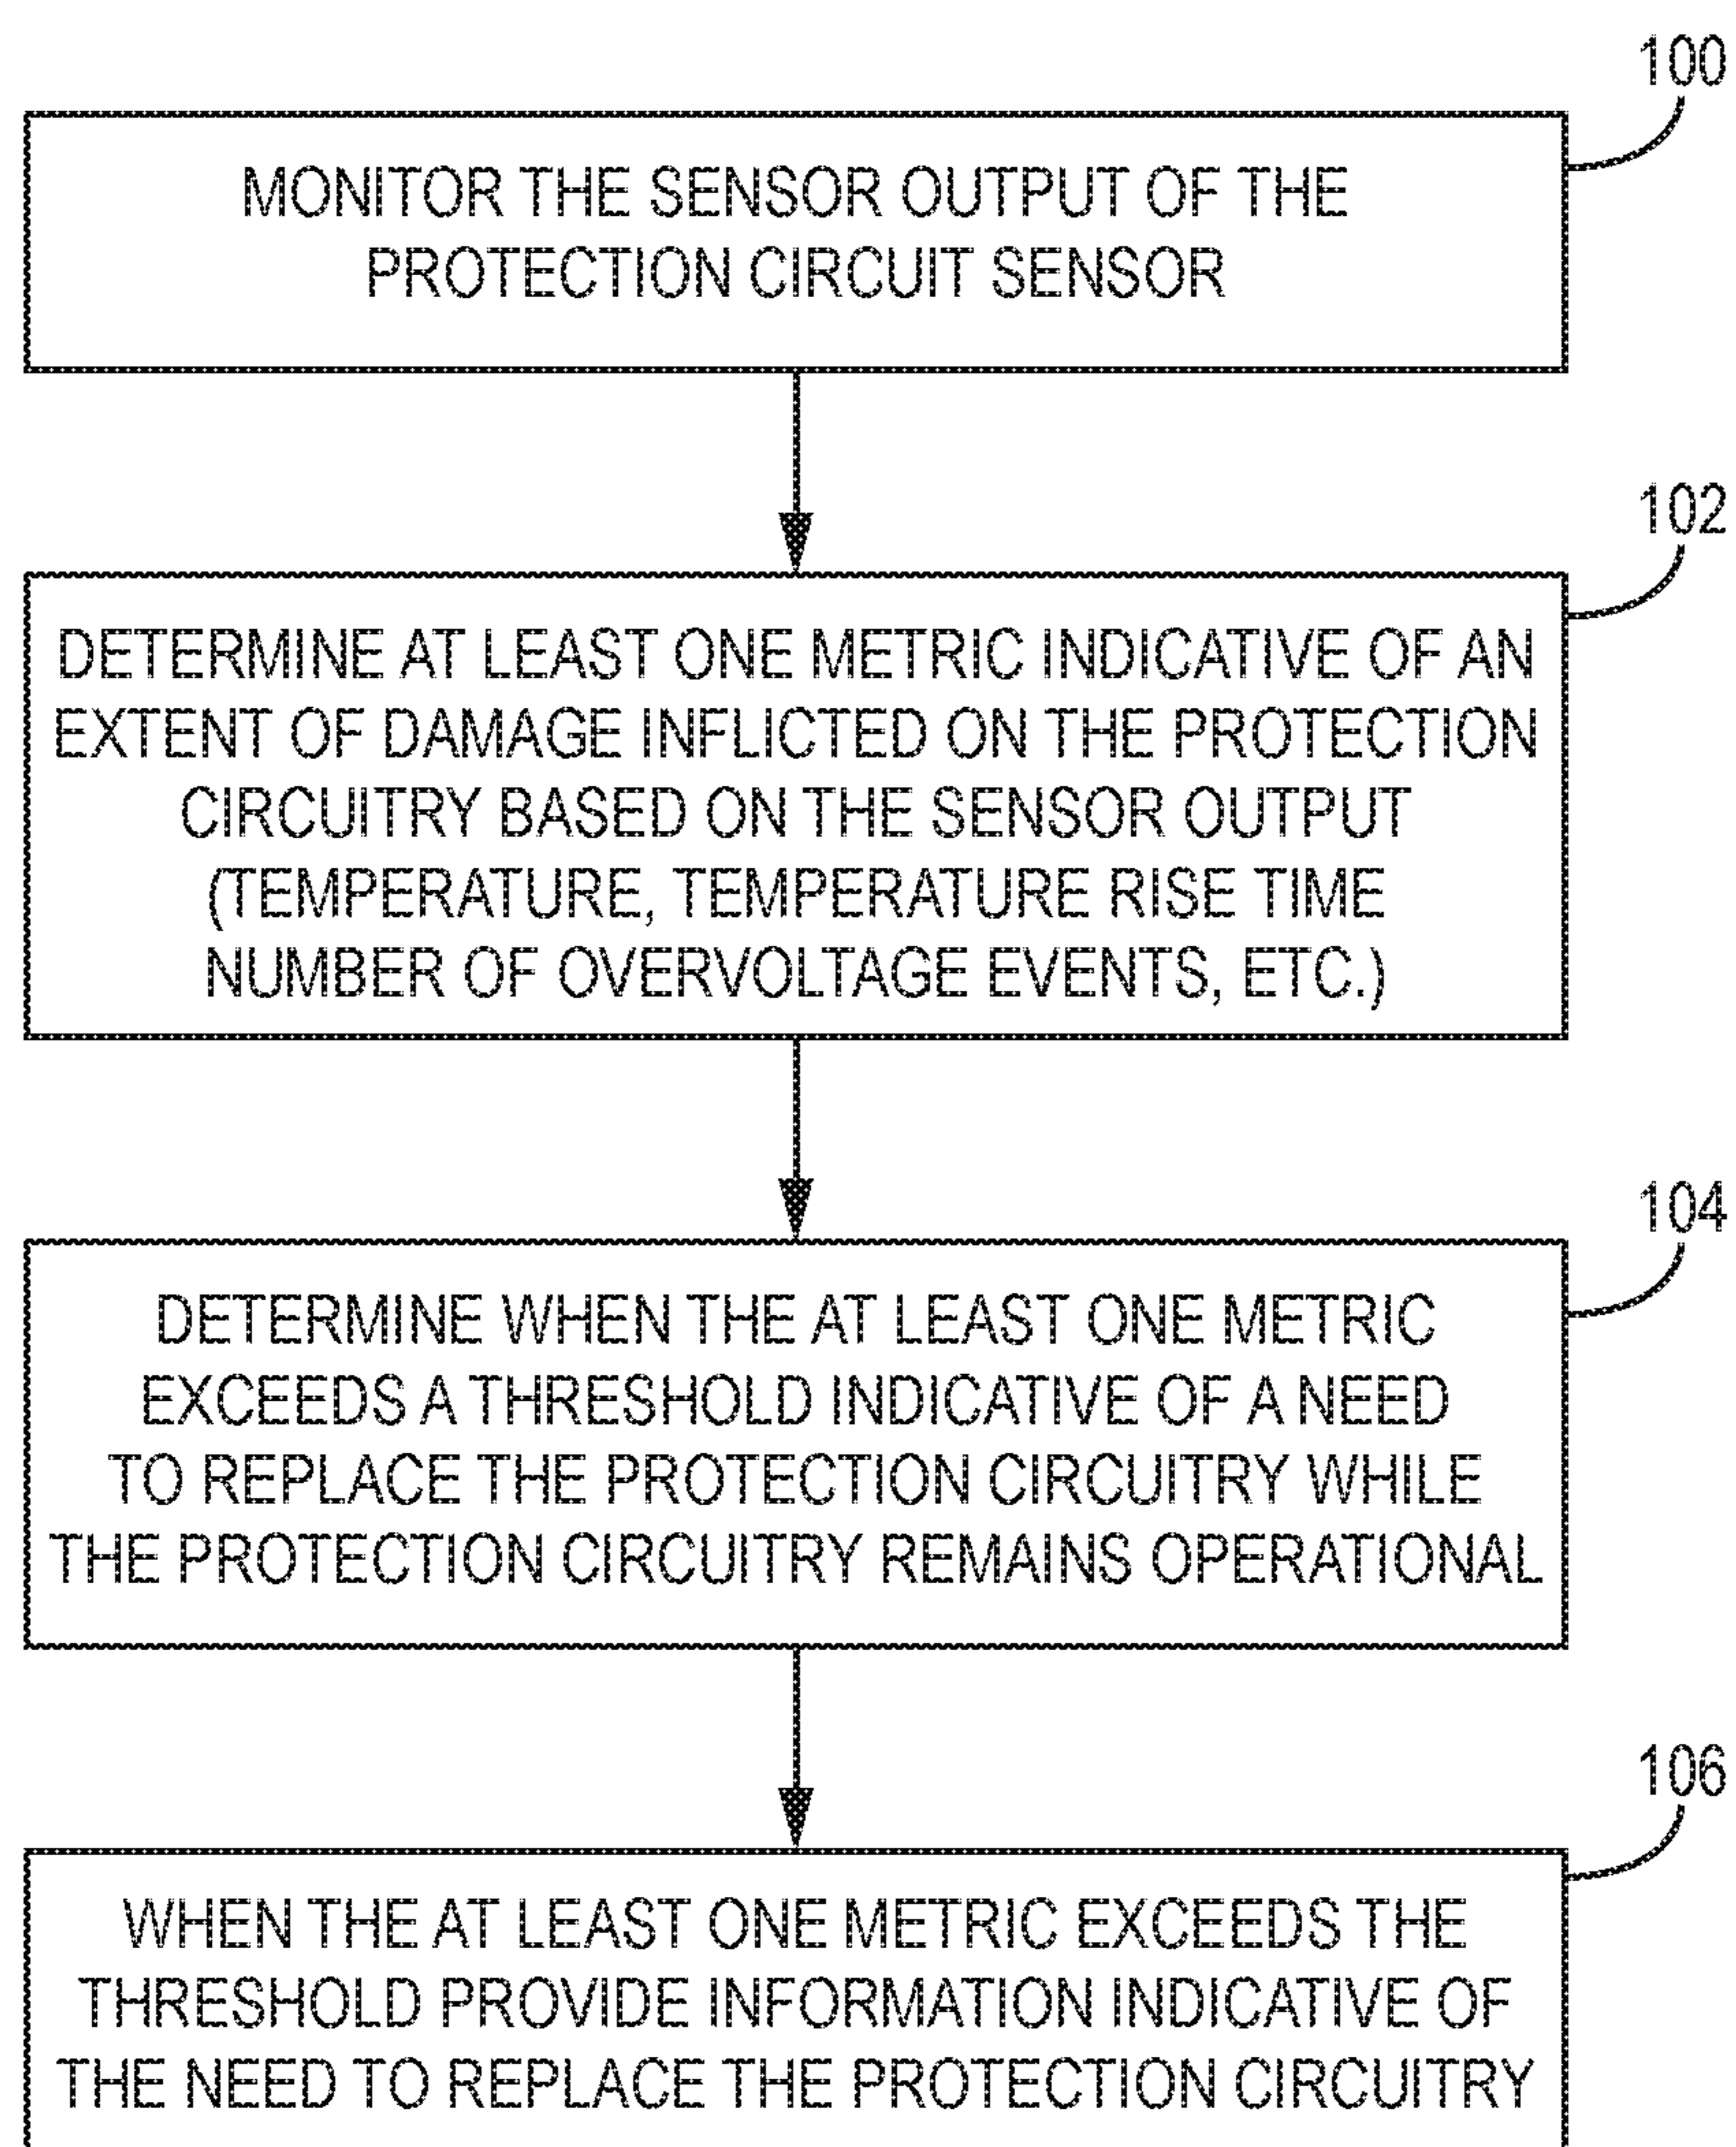 100
MONITOR THE SENSOR OUTPUT OF THE
PROTECTION CIRCUIT SENSOR
102
DETERMINE AT LEAST ONE METRIC INDICATIVE OF AN
EXTENT OF DAMAGE INFLICTED ON THE PROTECTION
CIRCUITRY BASED ON THE SENSOR OUTPUT
(TEMPERATURE, TEMPERATURE RISE TIME
NUMBER OF OVERVOLTAGE EVENTS, ETC.)
104
DETERMINE WHEN THE AT LEAST ONE METRIC
EXCEEDS A THRESHOLD INDICATIVE OF A NEED
TO REPLACE THE PROTECTION CIRCUITRY WHILE
THE PROTECTION CIRCUITRY REMAINS OPERATIONAL
106
WHEN THE AT LEAST ONE METRIC EXCEEDS THE
THRESHOLD PROVIDE INFORMATION INDICATIVE OF
THE NEED TO REPLACE THE PROTECTION CIRCUITRY